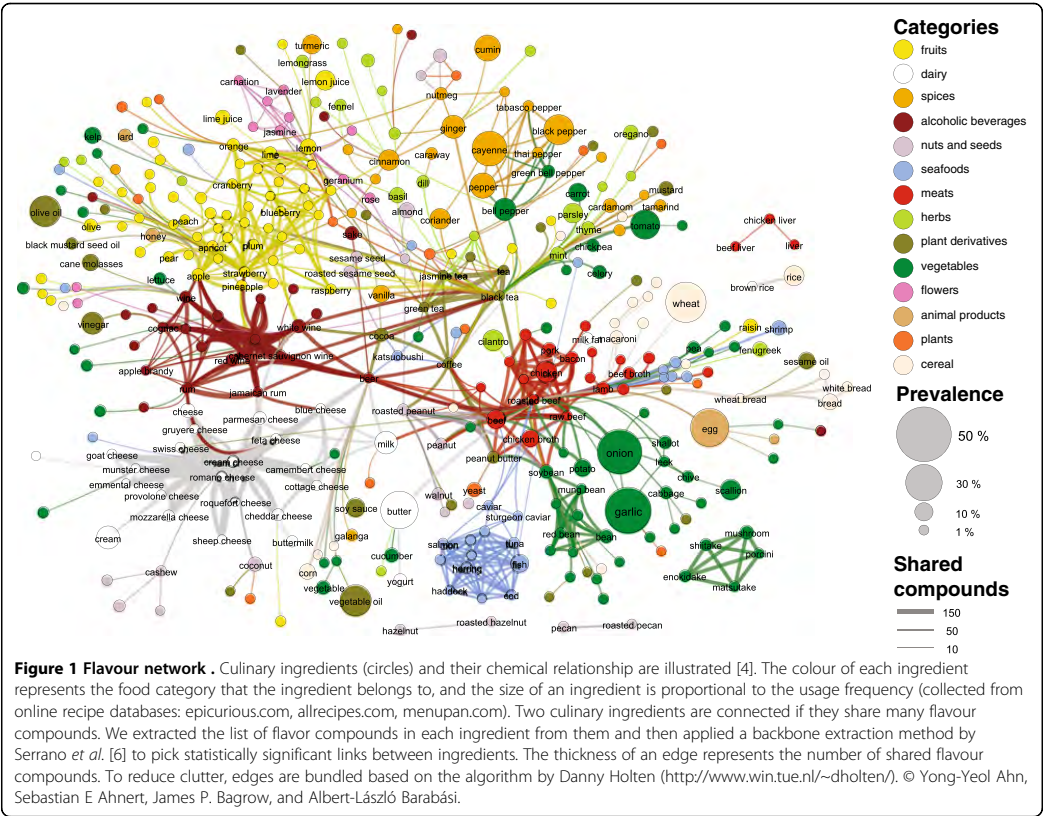 Categories
fruits
dairy
spices
alcoholic beverages
nuts and seeds
seafoods
meats
herbs
plant derivatives
vegetables
flowers
animal products
plants
cereal
Prevalence
50 %
30 %
10 %
1 %
Shared
compounds
150
50
10
turmeric
cumin
lemongrass
carnation
lavender
lemon juice
nutmeg
fennel
tabasco pepper
lime juice
jasmine
ginger
black pepper
oregano
kelp
lard
orange
lime
lemon
cinnamon
caraway
cayenne
thai pepper
green bell pepper
cranberry
geranium
dill
pepper
carrot
mustard
rose
basil
almond
bell pepper
parsley
cardamom
tamarind
olive oil
olive
peach
blueberry
coriander
thyme
tomato
chicken liver
honey
sake
black mustard seed oil
apricot
plum
chickpea
beef liver
liver
pear
sesame seed
mint
cane molasses
lettuce
apple
strawberry
roasted sesame seed
jasmine tea
tea
celery
rice
brown rice
pineapple
raspberry
vanilla
black tea
wine
green tea
wheat
vinegar
cognac
white wine
cocoa
cilantro
milk fat
macaroni
raisin
shrimp
red wine
cabernet sauvignon wine
katsuobushi
pork
bacon
pea
fenugreek
apple brandy
coffee
chicken
beef broth
sesame oil
rum
jamaican rum
beer
lamb
white bread
wheat bread
bread
cheese
parmesan cheese
blue cheese
roasted peanut
roasted beef
gruyere cheese
beef
raw beef
egg
swiss cheese
feta cheese
milk
peanut
chicken broth
onion
shallot
goat cheese
cream cheese
camembert cheese
peanut butter
soybean
potato
leek
munster cheese
romano cheese
chive
emmental cheese
cottage cheese
walnut
yeast
mung bean
cabbage
scallion
provolone cheese
roquefort cheese
caviar
mozzarella cheese
cheddar cheese
soy sauce
butter
sturgeon caviar
garlic
cream
sheep cheese
buttermilk
galanga
salmon
tuna
red bean
bean
mushroom
shiitake
porcini
cucumber
cashew
coconut
corn
yogurt
herring
fish
enokidake
matsutake
vegetable
vegetable oil
haddock
cod
hazelnut
roasted hazelnut
pecan
roasted pecan
Figure 1 Flavour network . Culinary ingredients (circles) and their chemical relationship are illustrated [4]. The colour of each ingredient
represents the food category that the ingredient belongs to, and the size of an ingredient is proportional to the usage frequency (collected from
online recipe databases: epicurious.com, allrecipes.com, menupan.com). Two culinary ingredients are connected if they share many flavour
compounds. We extracted the list of flavor compounds in each ingredient from them and then applied a backbone extraction method by
Serrano et al. [6] to pick statistically significant links between ingredients. The thickness of an edge represents the number of shared flavour
compounds. To reduce clutter, edges are bundled based on the algorithm by Danny Holten (http://www.win.tue.nl/~dholten/). © Yong-Yeol Ahn,
Sebastian E Ahnert, James P. Bagrow, and Albert-László Barabási.